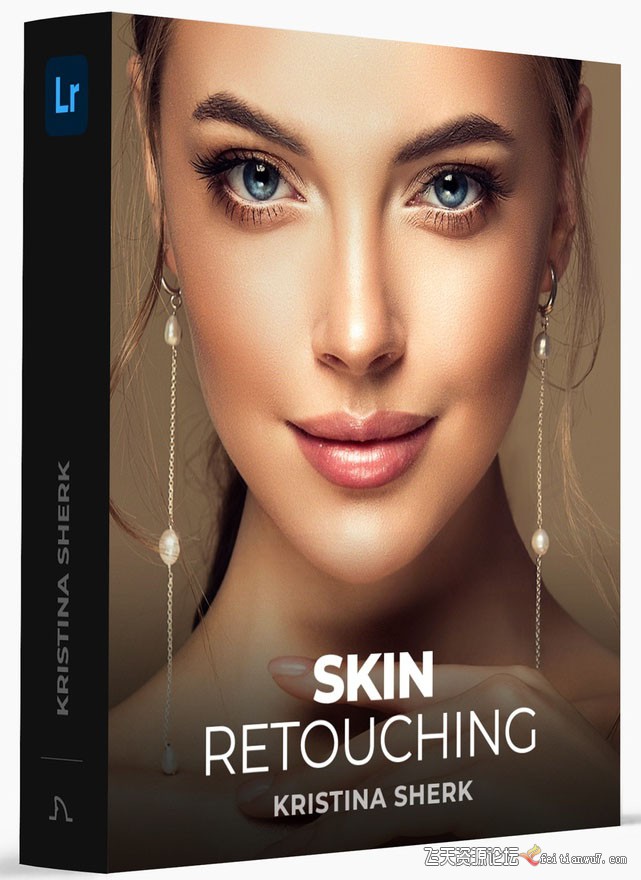 Lr
KRISTINA SHERK
SKIN
RETOUCHING
KRISTINA SHERK
飞天资源论坛 feitianwu7.com